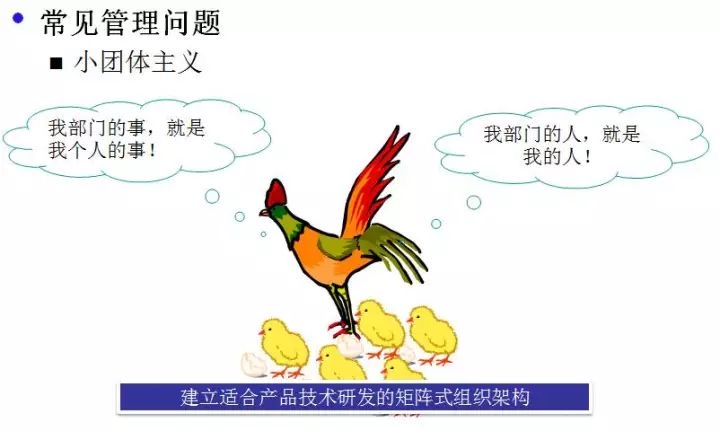 常见管理问题
小团体主义
我部门的事，就是
我个人的事！
我部门的人，就是
我的人！
建立适合产品技术研发的矩阵式组织架构